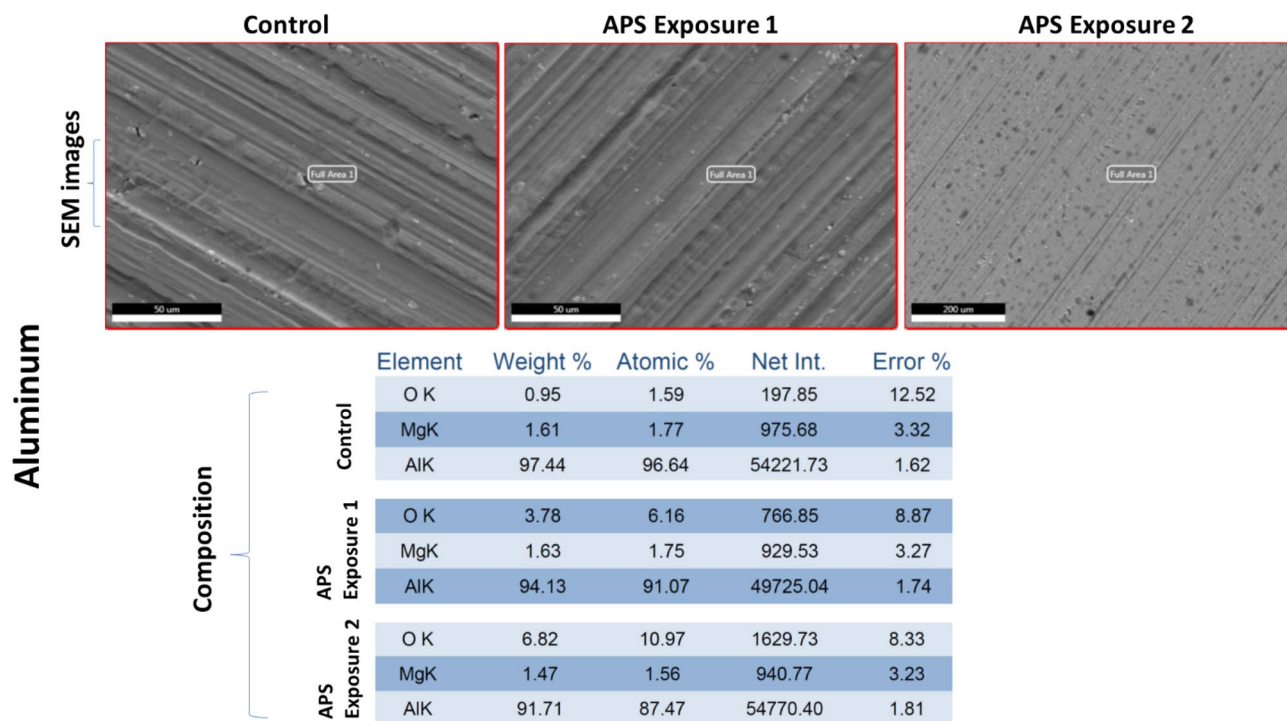 Control APS Exposure 1 APS Exposure 2
SEM images
Full Area 1 Full Area 1 Full Area 1
50 um 50 um 200 um
Aluminum
Composition
Element Weight % Atomic % Net Int. Error %
Control
O K 0.95 1.59 197.85 12.52
MgK 1.61 1.77 975.68 3.32
AlK 97.44 96.64 54221.73 1.62
APS
Exposure 1
O K 3.78 6.16 766.85 8.87
MgK 1.63 1.75 929.53 3.27
AlK 94.13 91.07 49725.04 1.74
APS
Exposure 2
O K 6.82 10.97 1629.73 8.33
MgK 1.47 1.56 940.77 3.23
AlK 91.71 87.47 54770.40 1.81